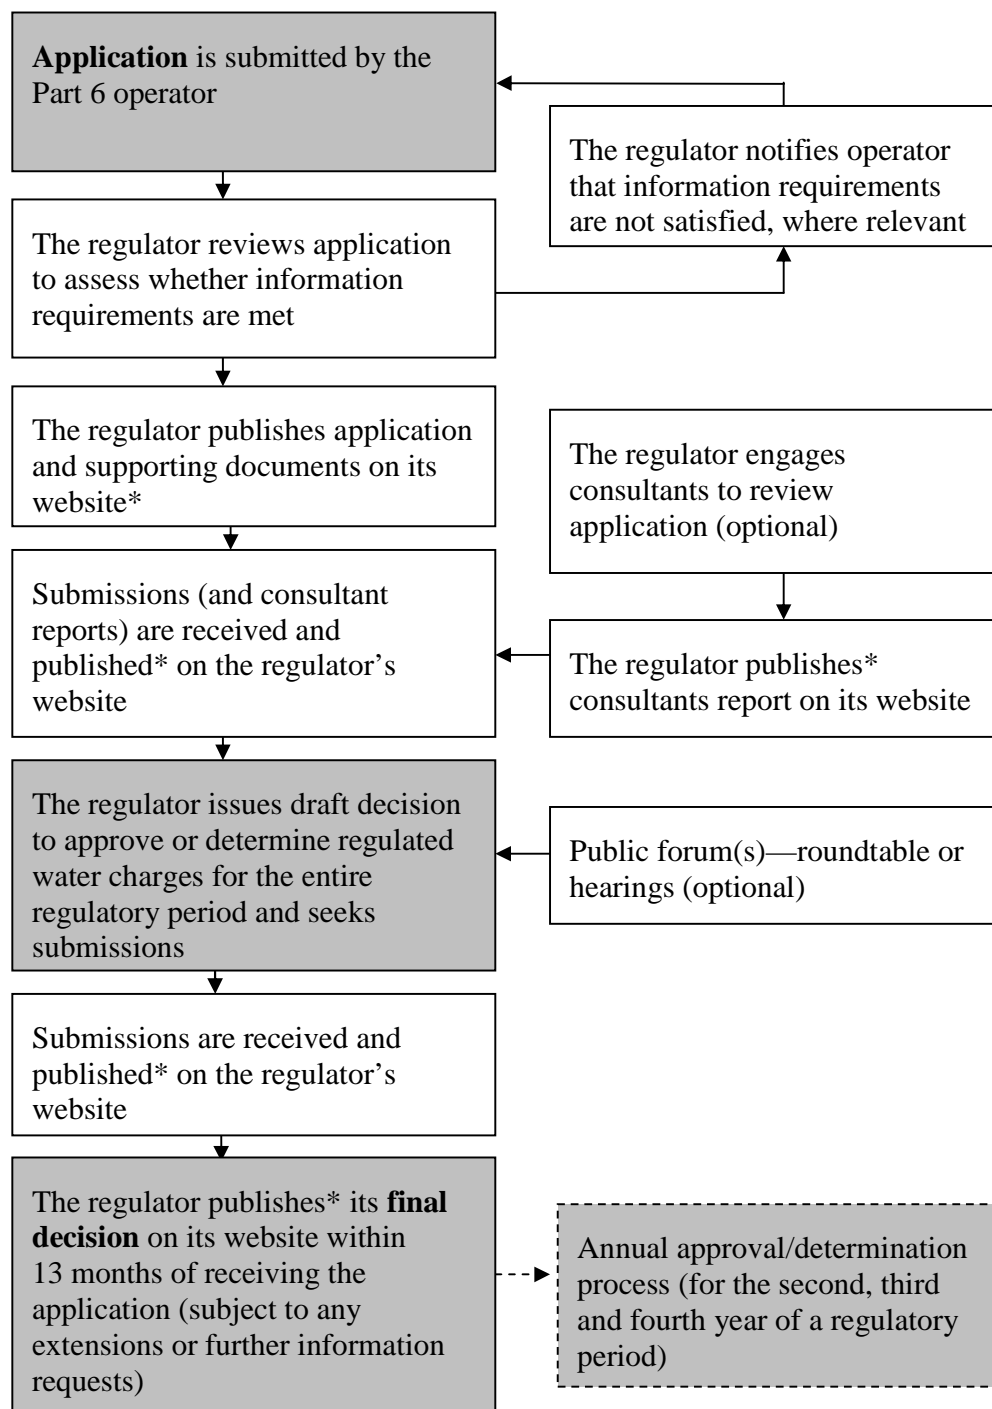 Application is submitted by the
Part 6 operator
The regulator notifies operator
that information requirements
are not satisfied, where relevant
The regulator reviews application
to assess whether information
requirements are met
The regulator publishes application
and supporting documents on its
website*
The regulator engages
consultants to review
application (optional)
Submissions (and consultant
reports) are received and
published* on the regulator’s
website
The regulator publishes*
consultants report on its website
The regulator issues draft decision
to approve or determine regulated
water charges for the entire
regulatory period and seeks
submissions
Public forum(s)—roundtable or
hearings (optional)
Submissions are received and
published* on the regulator’s
website
The regulator publishes* its final
decision on its website within
13 months of receiving the
application (subject to any
extensions or further information
requests)
Annual approval/determination
process (for the second, third
and fourth year of a regulatory
period)